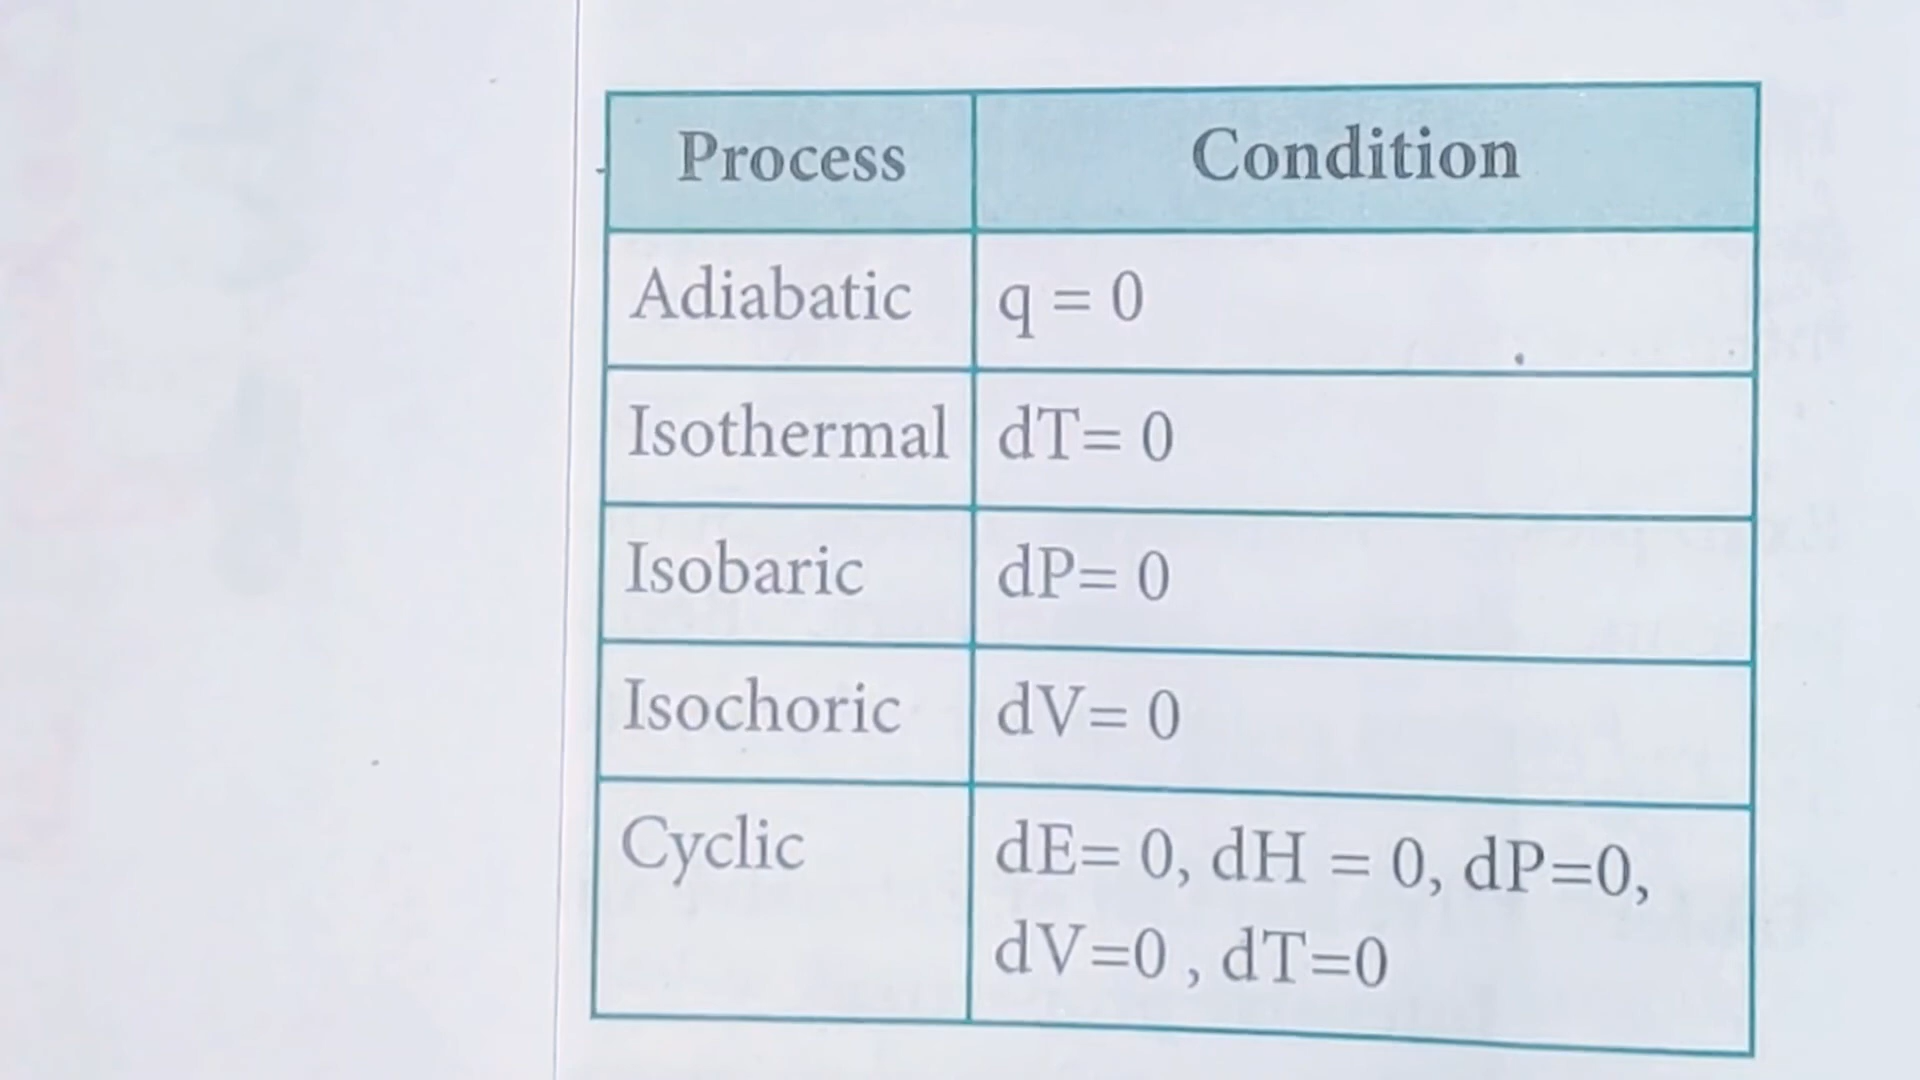 Process Condition
Adiabatic q = 0
Isothermal dT= 0
Isobaric dP= 0
Isochoric dV= 0
Cyclic dE= 0, dH = 0, dP=0,
dV=0 , dT=0